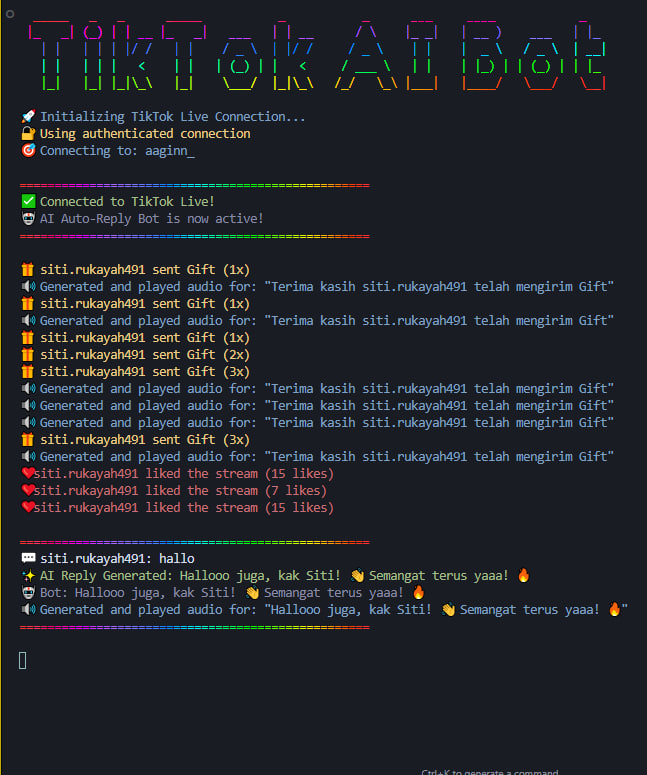 TikTok AI Bot
🚀 Initializing TikTok Live Connection...
🔐 Using authenticated connection
🎯 Connecting to: aaginn_
==================================================
✅ Connected to TikTok Live!
🤖 AI Auto-Reply Bot is now active!
==================================================
🎁 siti.rukayah491 sent Gift (1x)
🔊 Generated and played audio for: "Terima kasih siti.rukayah491 telah mengirim Gift"
🎁 siti.rukayah491 sent Gift (1x)
🔊 Generated and played audio for: "Terima kasih siti.rukayah491 telah mengirim Gift"
🎁 siti.rukayah491 sent Gift (1x)
🎁 siti.rukayah491 sent Gift (2x)
🎁 siti.rukayah491 sent Gift (3x)
🔊 Generated and played audio for: "Terima kasih siti.rukayah491 telah mengirim Gift"
🔊 Generated and played audio for: "Terima kasih siti.rukayah491 telah mengirim Gift"
🔊 Generated and played audio for: "Terima kasih siti.rukayah491 telah mengirim Gift"
🎁 siti.rukayah491 sent Gift (3x)
🔊 Generated and played audio for: "Terima kasih siti.rukayah491 telah mengirim Gift"
❤️siti.rukayah491 liked the stream (15 likes)
❤️siti.rukayah491 liked the stream (7 likes)
❤️siti.rukayah491 liked the stream (15 likes)
==================================================
💬 siti.rukayah491: hallo
✨ AI Reply Generated: Hallooo juga, kak Siti! 👋 Semangat terus yaaa! 🔥
🤖 Bot: Hallooo juga, kak Siti! 👋 Semangat terus yaaa! 🔥
🔊 Generated and played audio for: "Hallooo juga, kak Siti! 👋 Semangat terus yaaa! 🔥"
==================================================
Ctrl+K to generate a command